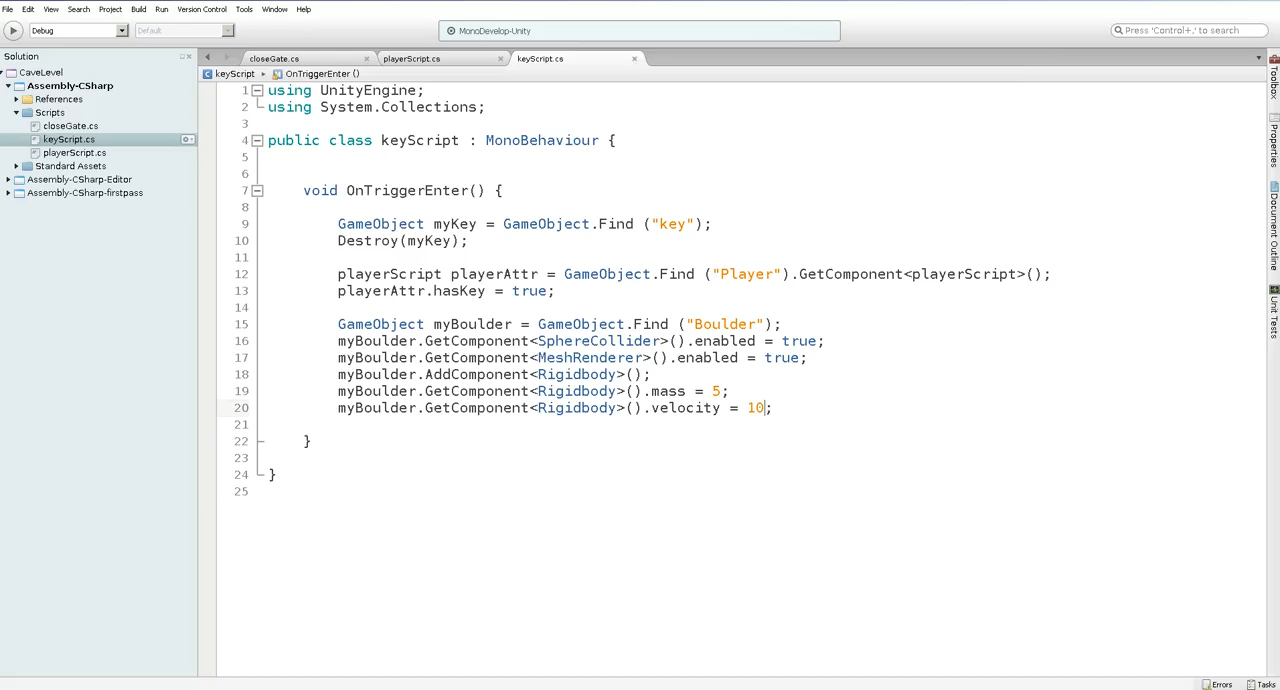 File Edit View Search Project Build Run Version Control Tools Window Help
Debug Default MonoDevelop-Unity Press 'Control+,' to search
Solution
CaveLevel
Assembly-CSharp
References
Scripts
closeGate.cs
keyScript.cs
playerScript.cs
Standard Assets
Assembly-CSharp-Editor
Assembly-CSharp-firstpass
closeGate.cs playerScript.cs keyScript.cs
keyScript OnTriggerEnter ()
1 using UnityEngine;
2 using System.Collections;
3
4 public class keyScript : MonoBehaviour {
5
6
7 void OnTriggerEnter() {
8
9 GameObject myKey = GameObject.Find ("key");
10 Destroy(myKey);
11
12 playerScript playerAttr = GameObject.Find ("Player").GetComponent<playerScript>();
13 playerAttr.hasKey = true;
14
15 GameObject myBoulder = GameObject.Find ("Boulder");
16 myBoulder.GetComponent<SphereCollider>().enabled = true;
17 myBoulder.GetComponent<MeshRenderer>().enabled = true;
18 myBoulder.AddComponent<Rigidbody>();
19 myBoulder.GetComponent<Rigidbody>().mass = 5;
20 myBoulder.GetComponent<Rigidbody>().velocity = 10;
21
22 }
23
24 }
25
Toolbox
Properties
Document Outline
Unit Tests
Errors Tasks